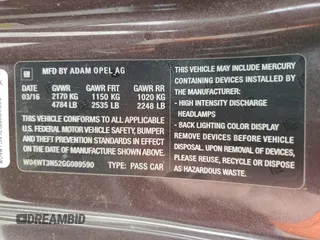 GM MFD BY ADAM OPEL AG
DATE GVWR GAWR FRT GAWR RR
03/16 2170 KG 1150 KG 1020 KG
4784 LB 2535 LB 2248 LB
THIS VEHICLE CONFORMS TO ALL APPLICABLE
U.S. FEDERAL MOTOR VEHICLE SAFETY, BUMPER,
AND THEFT PREVENTION STANDARDS IN EFFECT ON
THE DATE OF MANUFACTURE SHOWN ABOVE.
W04WT3N52GG089590 TYPE: PASS CAR
THIS VEHICLE MAY INCLUDE MERCURY
CONTAINING DEVICES INSTALLED BY
THE MANUFACTURER:
- HIGH INTENSITY DISCHARGE
HEADLAMPS
- BACK LIGHTING COLOR DISPLAY
REMOVE DEVICES BEFORE
VEHICLE DISPOSAL.
UPON REMOVAL OF DEVICES PLEASE
REUSE, RECYCLE OR DISPOSE
AS HAZARDOUS WASTE.
DREAMBID